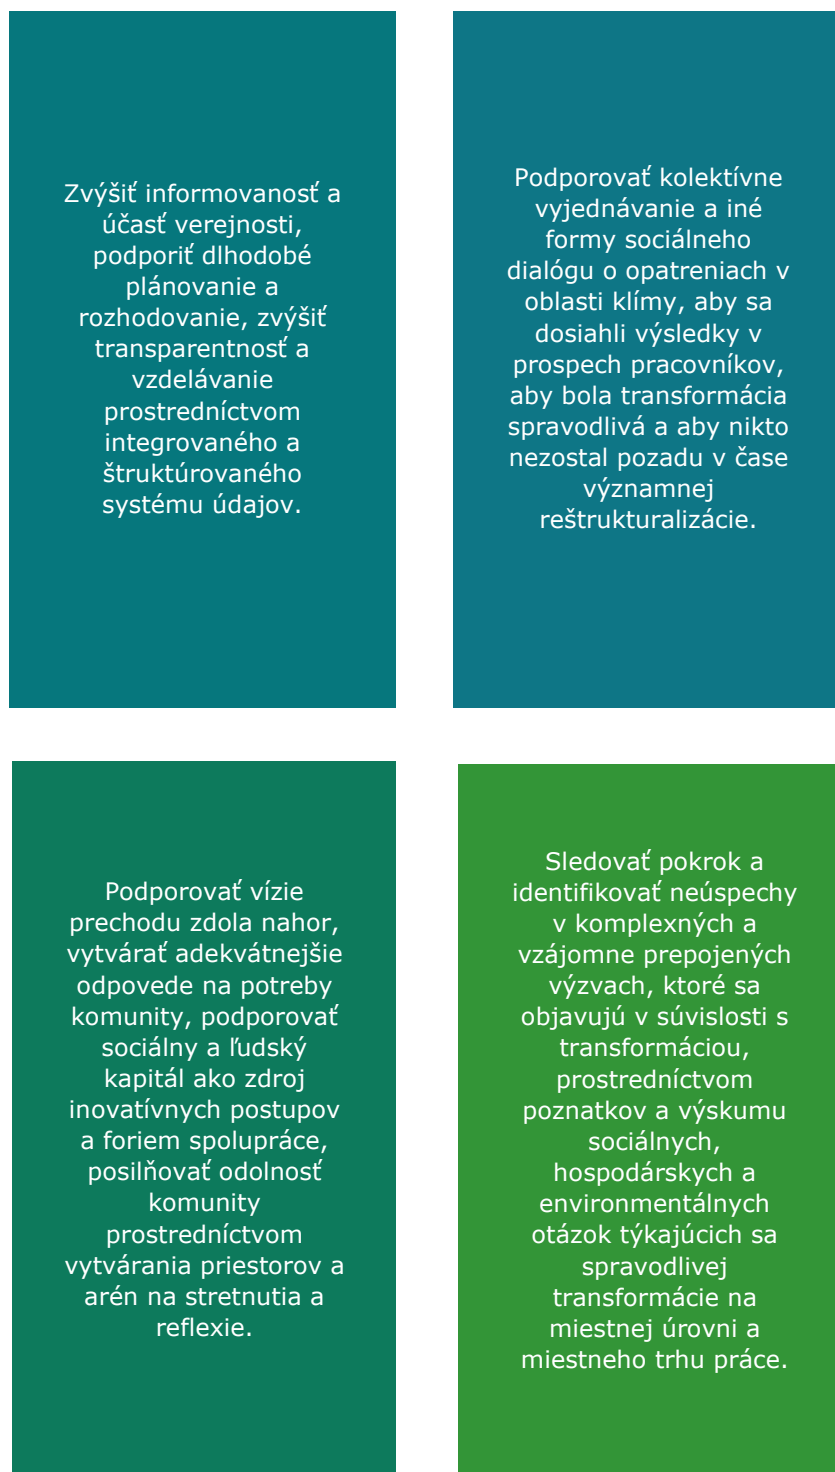 Zvýšiť informovanosť a
účasť verejnosti,
podporiť dlhodobé
plánovanie a
rozhodovanie, zvýšiť
transparentnosť a
vzdelávanie
prostredníctvom
integrovaného a
štruktúrovaného
systému údajov.
Podporovať kolektívne
vyjednávanie a iné
formy sociálneho
dialógu o opatreniach v
oblasti klímy, aby sa
dosiahli výsledky v
prospech pracovníkov,
aby bola transformácia
spravodlivá a aby nikto
nezostal pozadu v čase
významnej
reštrukturalizácie.
Podporovať vízie
prechodu zdola nahor,
vytvárať adekvátnejšie
odpovede na potreby
komunity, podporovať
sociálny a ľudský
kapitál ako zdroj
inovatívnych postupov
a foriem spolupráce,
posilňovať odolnosť
komunity
prostredníctvom
vytvárania priestorov a
arén na stretnutia a
reflexie.
Sledovať pokrok a
identifikovať neúspechy
v komplexných a
vzájomne prepojených
výzvach, ktoré sa
objavujú v súvislosti s
transformáciou,
prostredníctvom
poznatkov a výskumu
sociálnych,
hospodárskych a
environmentálnych
otázok týkajúcich sa
spravodlivej
transformácie na
miestnej úrovni a
miestneho trhu práce.